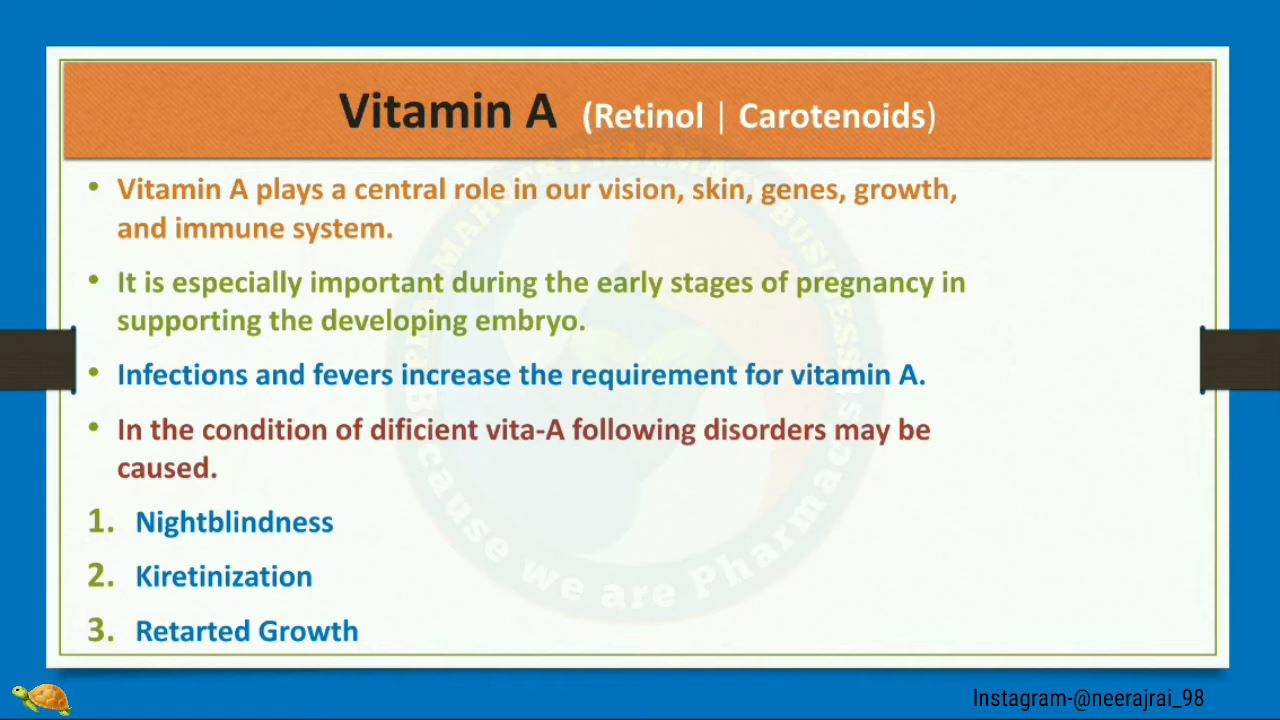 Vitamin A (Retinol | Carotenoids)
• Vitamin A plays a central role in our vision, skin, genes, growth,
and immune system.
• It is especially important during the early stages of pregnancy in
supporting the developing embryo.
• Infections and fevers increase the requirement for vitamin A.
• In the condition of dificient vita-A following disorders may be
caused.
1. Nightblindness
2. Kiretinization
3. Retarted Growth
Instagram-@neerajrai_98